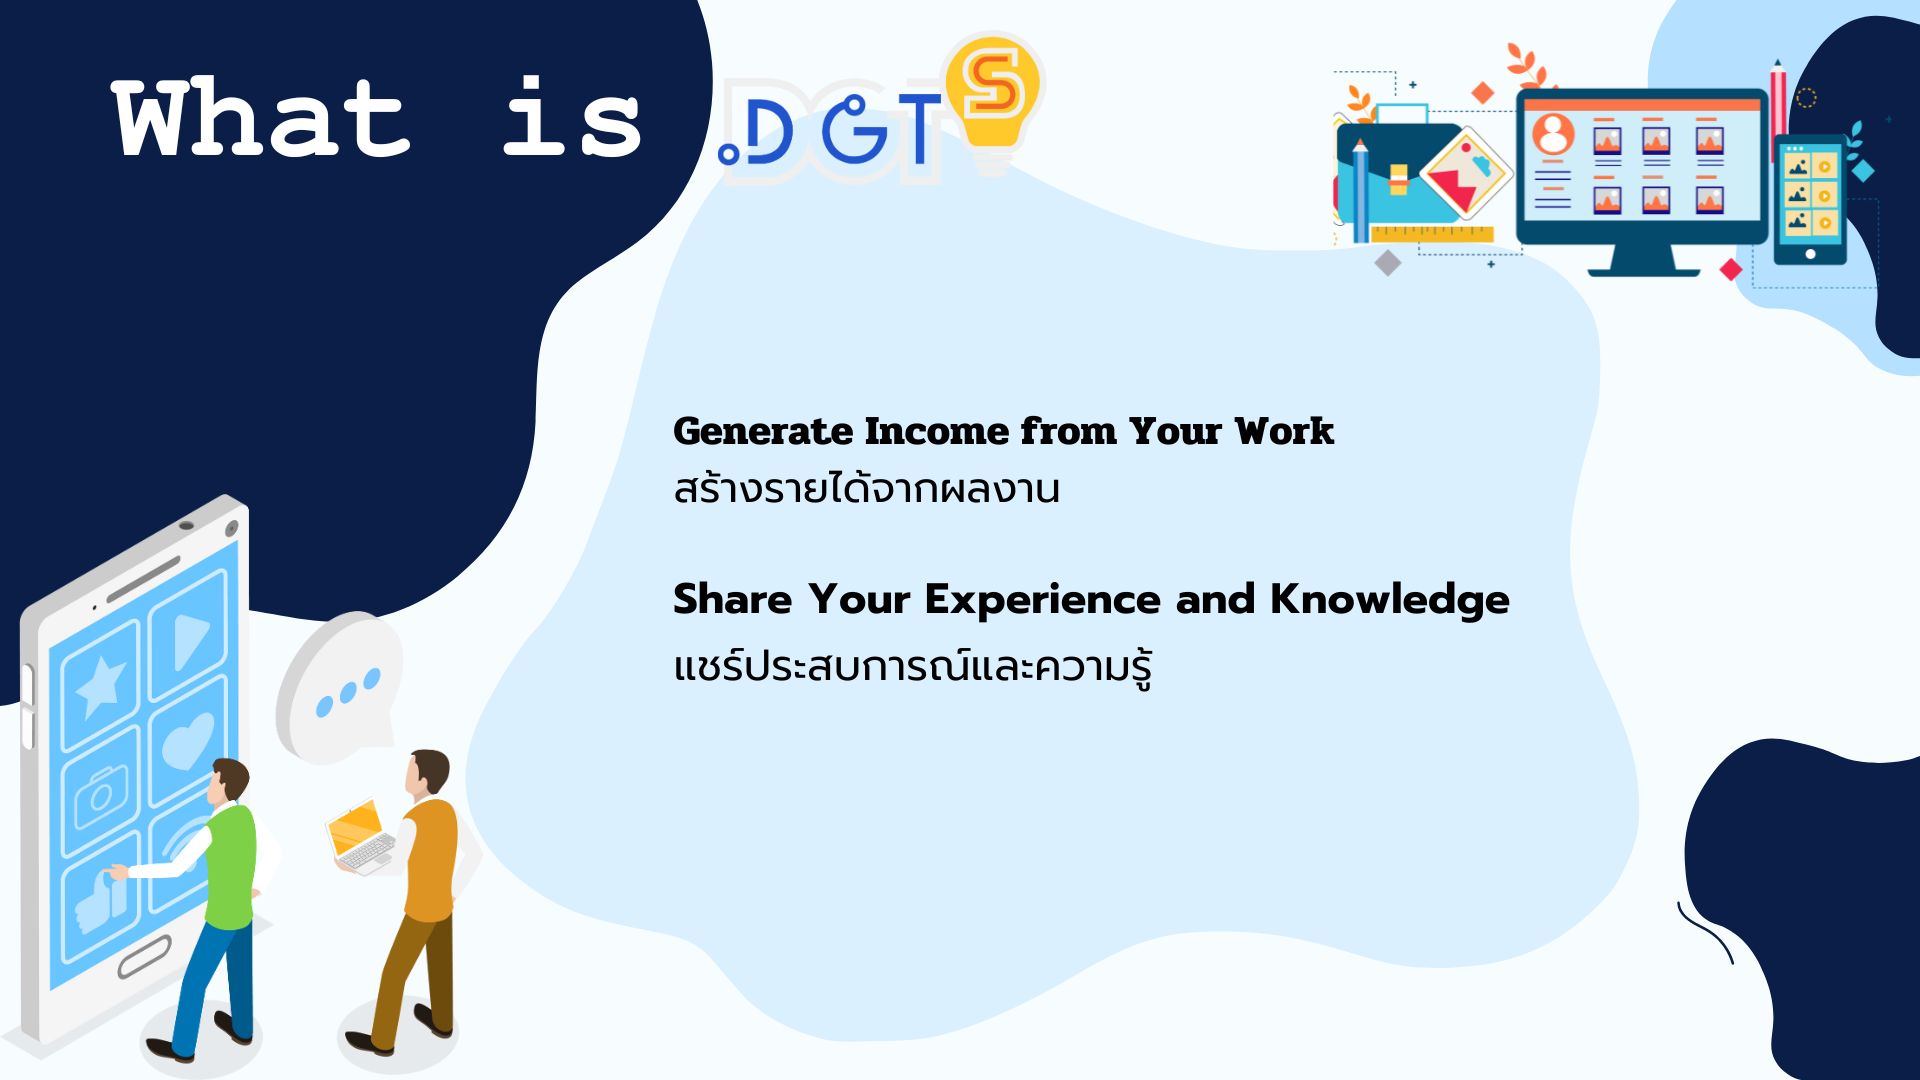 What is .DGTS
Generate Income from Your Work
สร้างรายได้จากผลงาน
Share Your Experience and Knowledge
แชร์ประสบการณ์และความรู้